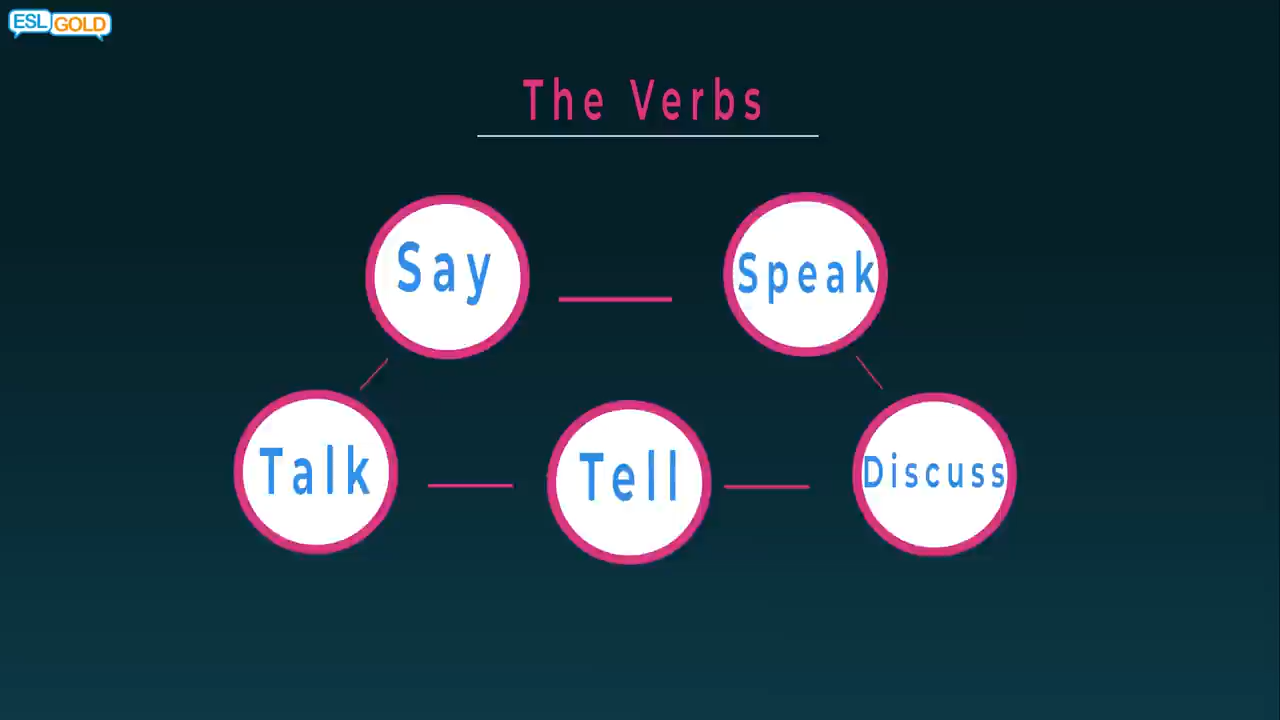 ESL GOLD
The Verbs
Say
Speak
Talk
Tell
Discuss